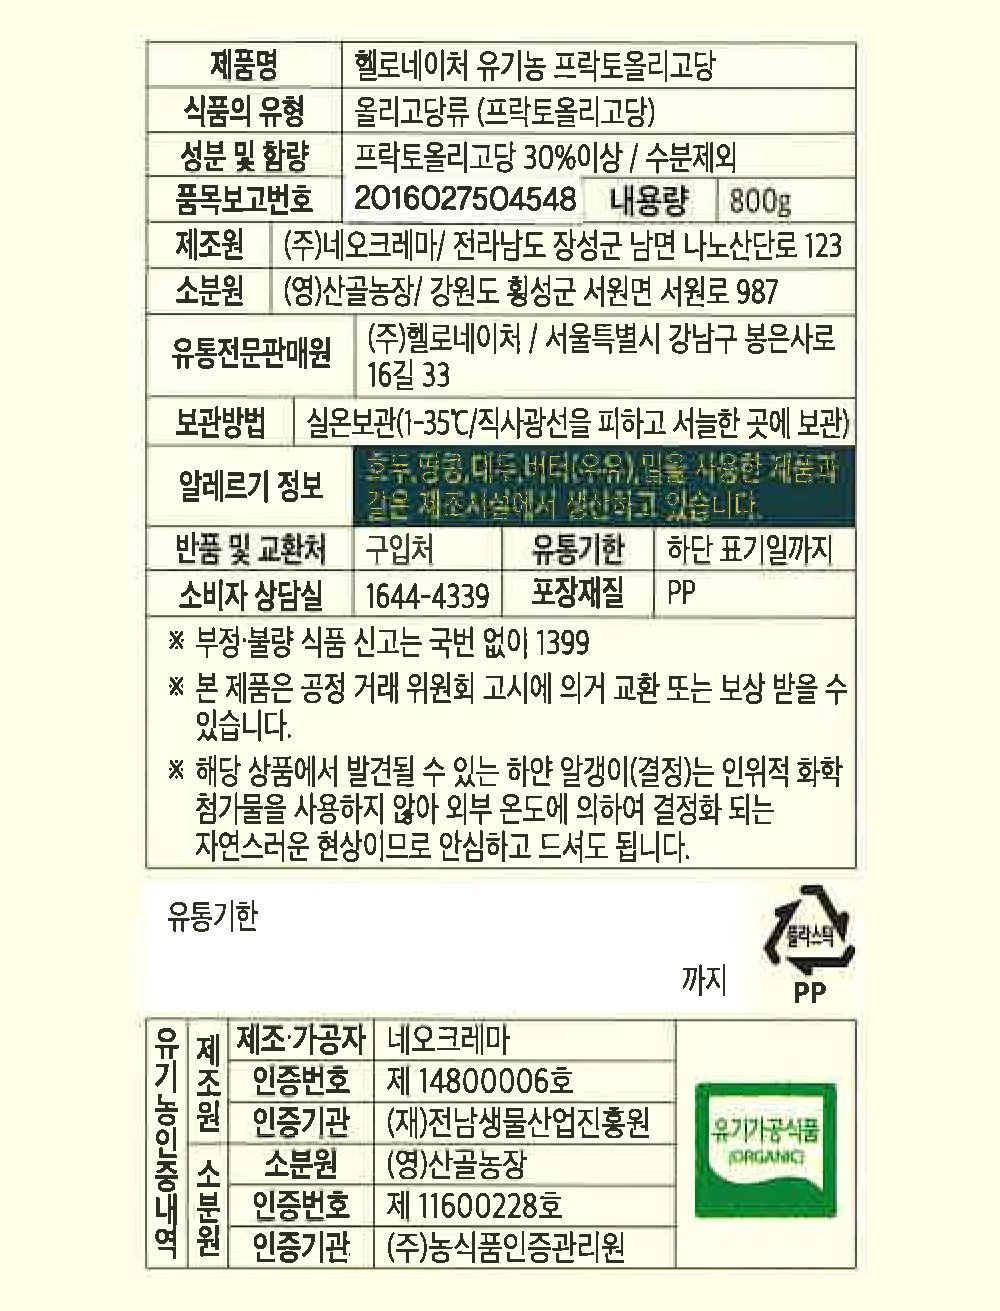 제품명 헬로네이처 유기농 프락토올리고당
식품의 유형 올리고당류 (프락토올리고당)
성분 및 함량 프락토올리고당 30%이상 / 수분제외
품목보고번호 2016027504548 내용량 800g
제조원 (주)네오크레마/ 전라남도 장성군 남면 나노산단로 123
소분원 (영)산골농장/ 강원도 횡성군 서원면 서원로 987
유통전문판매원 (주)헬로네이처 / 서울특별시 강남구 봉은사로
16길 33
보관방법 실온보관(1-35℃/직사광선을 피하고 서늘한 곳에 보관)
알레르기 정보 호두,땅콩,대두,버터(우유),밀을 사용한 제품과
같은 제조시설에서 생산하고 있습니다.
반품 및 교환처 구입처 유통기한 하단 표기일까지
소비자 상담실 1644-4339 포장재질 PP
※ 부정·불량 식품 신고는 국번 없이 1399
※ 본 제품은 공정 거래 위원회 고시에 의거 교환 또는 보상 받을 수
있습니다.
※ 해당 상품에서 발견될 수 있는 하얀 알갱이(결정)는 인위적 화학
첨가물을 사용하지 않아 외부 온도에 의하여 결정화 되는
자연스러운 현상이므로 안심하고 드셔도 됩니다.
유통기한
까지
플라스틱
PP
유기농인증내역
제조원
제조·가공자 네오크레마
인증번호 제 14800006호
인증기관 (재)전남생물산업진흥원
소분원
소분원 (영)산골농장
인증번호 제 11600228호
인증기관 (주)농식품인증관리원
유기가공식품
(ORGANIC)